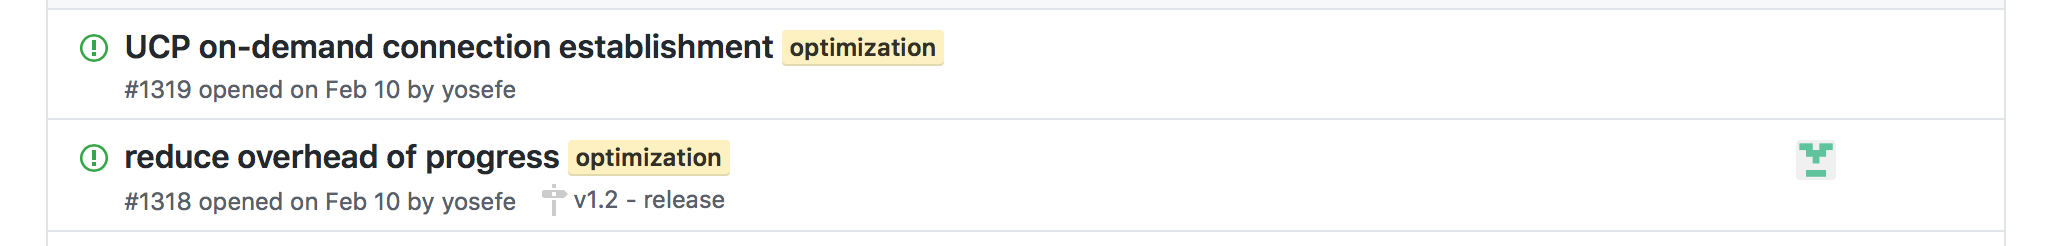 UCP on-demand connection establishment optimization
#1319 opened on Feb 10 by yosefe
reduce overhead of progress optimization
#1318 opened on Feb 10 by yosefe v1.2 - release